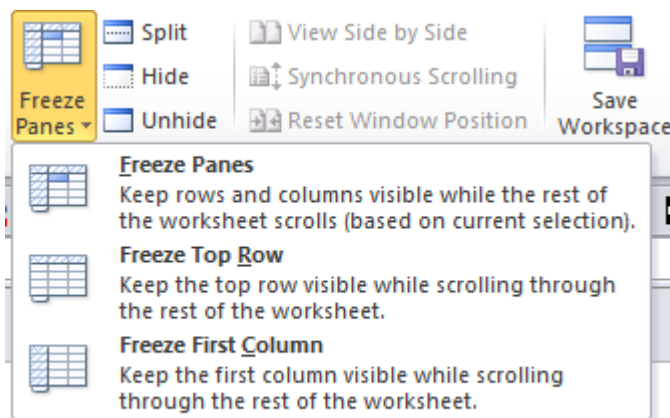 Split
View Side by Side
Hide
Synchronous Scrolling
Freeze
Panes
Unhide
Reset Window Position
Save
Workspace
Freeze Panes
Keep rows and columns visible while the rest of
the worksheet scrolls (based on current selection).
Freeze Top Row
Keep the top row visible while scrolling through
the rest of the worksheet.
Freeze First Column
Keep the first column visible while scrolling
through the rest of the worksheet.